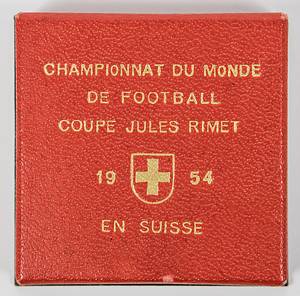 CHAMPIONNAT DU MONDE
DE FOOTBALL
COUPE JULES RIMET
19 54
EN SUISSE